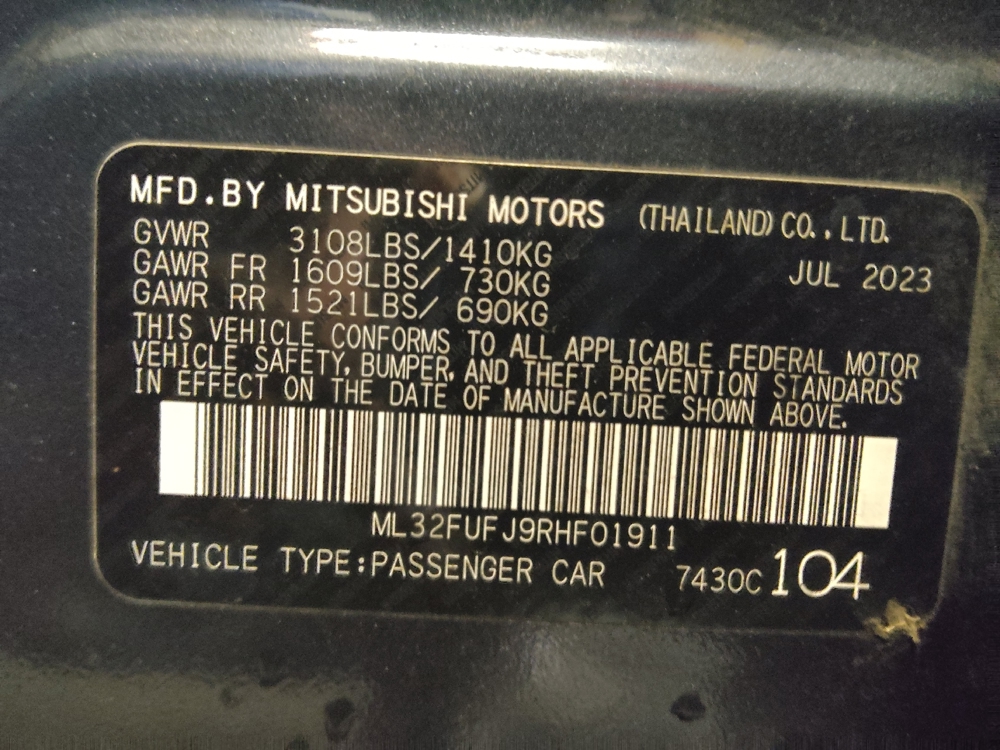 MFD.BY MITSUBISHI MOTORS (THAILAND) CO.,LTD.
GVWR 3108LBS/1410KG JUL 2023
GAWR FR 1609LBS/ 730KG
GAWR RR 1521LBS/ 690KG
THIS VEHICLE CONFORMS TO ALL APPLICABLE FEDERAL MOTOR
VEHICLE SAFETY, BUMPER, AND THEFT PREVENTION STANDARDS
IN EFFECT ON THE DATE OF MANUFACTURE SHOWN ABOVE.
ML32FUFJ9RHF01911
VEHICLE TYPE:PASSENGER CAR 7430C 104